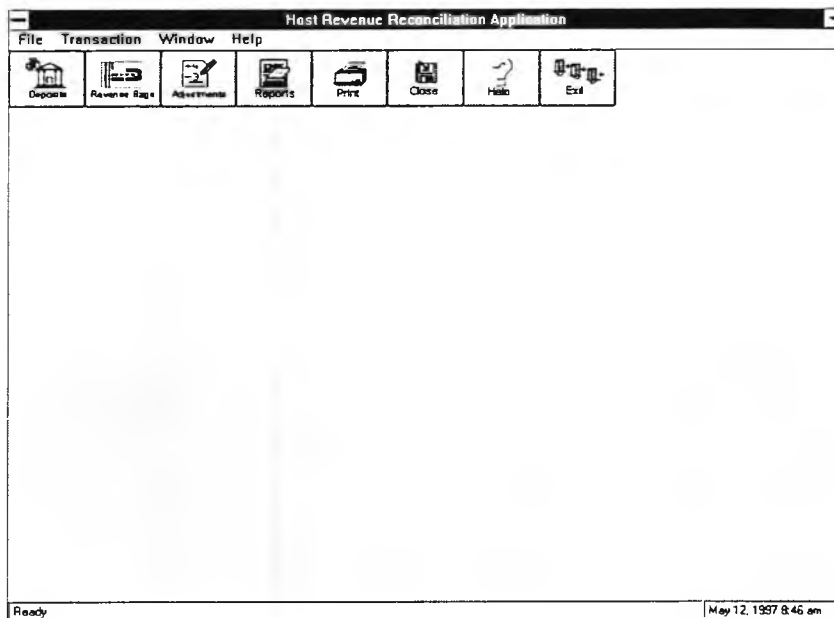 Host Revenue Reconciliation Application
File Transaction Window Help
Deposits Revenue Bags Adjustments Reports Print Close Help Exit
Ready May 12, 1997 8:46 am